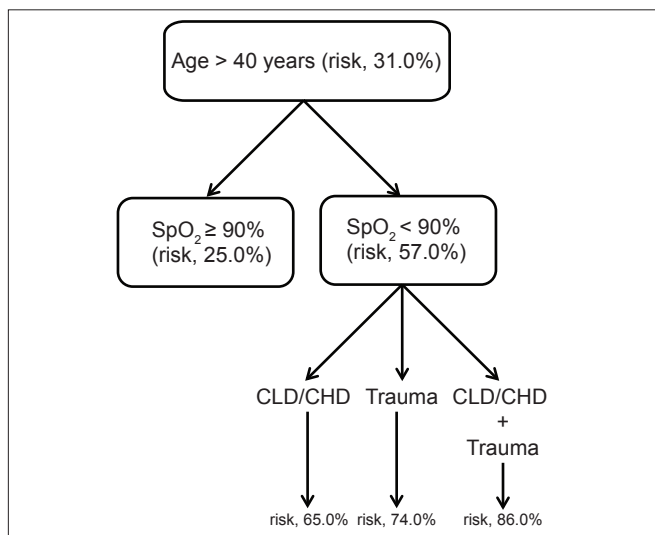 Age > 40 years (risk, 31.0%)
SpO₂ ≥ 90%
(risk, 25.0%)
SpO₂ < 90%
(risk, 57.0%)
CLD/CHD
Trauma
CLD/CHD
+
Trauma
risk, 65.0%
risk, 74.0%
risk, 86.0%